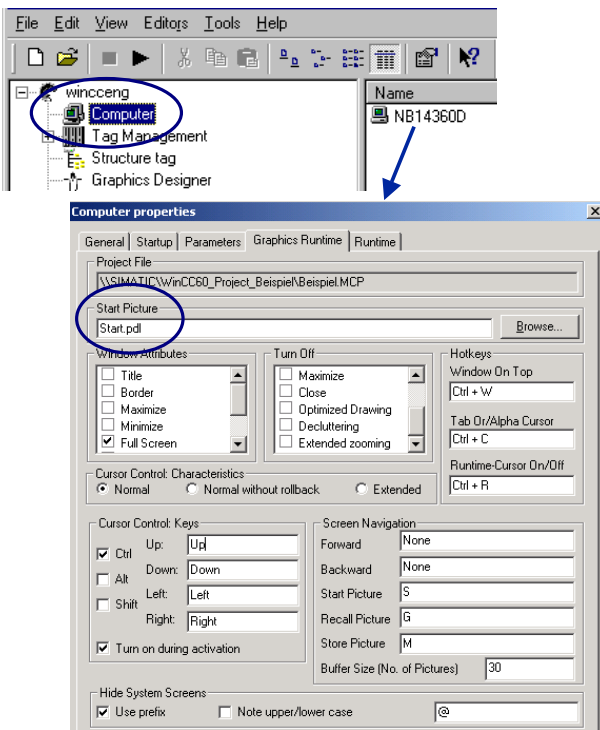 File Edit View Editors Tools Help
wincceng
Computer
Tag Management
Structure tag
Graphics Designer
Name
NB14360D
Computer properties
General Startup Parameters Graphics Runtime Runtime
Project File
\\SIMATIC\WinCC60_Project_Beispiel\Beispiel.MCP
Start Picture
Start.pdl
Browse...
Window Attributes
Title
Border
Maximize
Minimize
Full Screen
Turn Off
Maximize
Close
Optimized Drawing
Decluttering
Extended zooming
Hotkeys
Window On Top
Ctrl + W
Tab Or/Alpha Cursor
Ctrl + C
Runtime-Cursor On/Off
Ctrl + R
Cursor Control: Characteristics
Normal Normal without rollback Extended
Cursor Control: Keys
Ctrl
Alt
Shift
Up: Up
Down: Down
Left: Left
Right: Right
Turn on during activation
Screen Navigation
Forward None
Backward None
Start Picture S
Recall Picture G
Store Picture M
Buffer Size (No. of Pictures) 30
Hide System Screens
Use prefix Note upper/lower case @